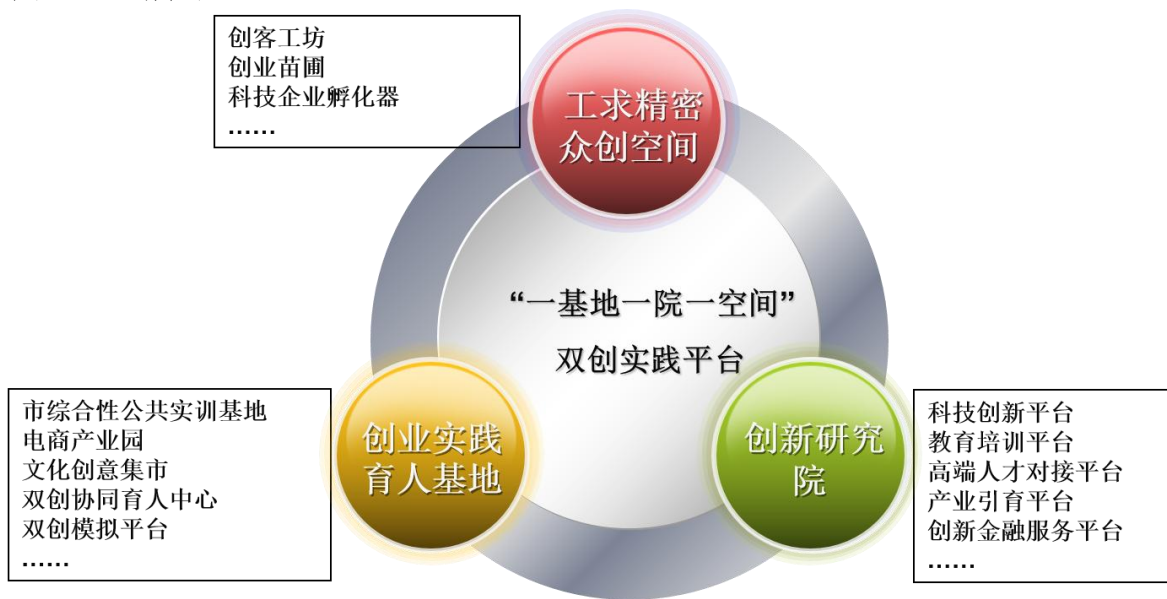 创客工坊
创业苗圃
科技企业孵化器
......
工求精密
众创空间
“一基地一院一空间”
双创实践平台
创业实践
育人基地
市综合性公共实训基地
电商产业园
文化创意集市
双创协同育人中心
双创模拟平台
......
创新研究
院
科技创新平台
教育培训平台
高端人才对接平台
产业引育平台
创新金融服务平台
......